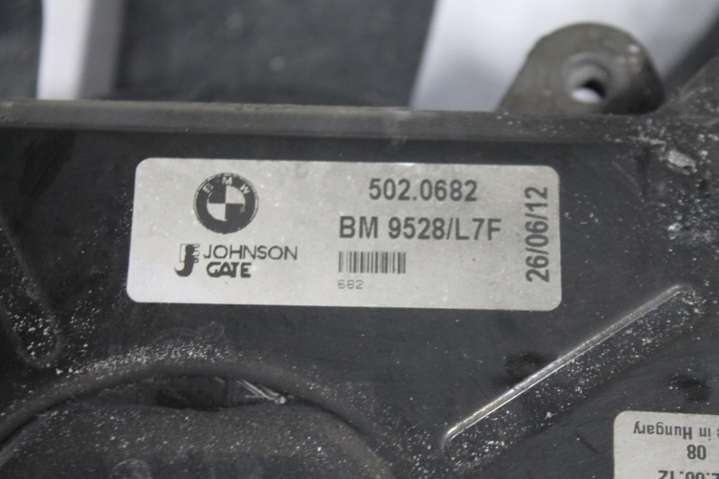 BMW
502.0682
BM 9528/L7F
JOHNSON
GATE
682
26/06/12
in Hungary
08